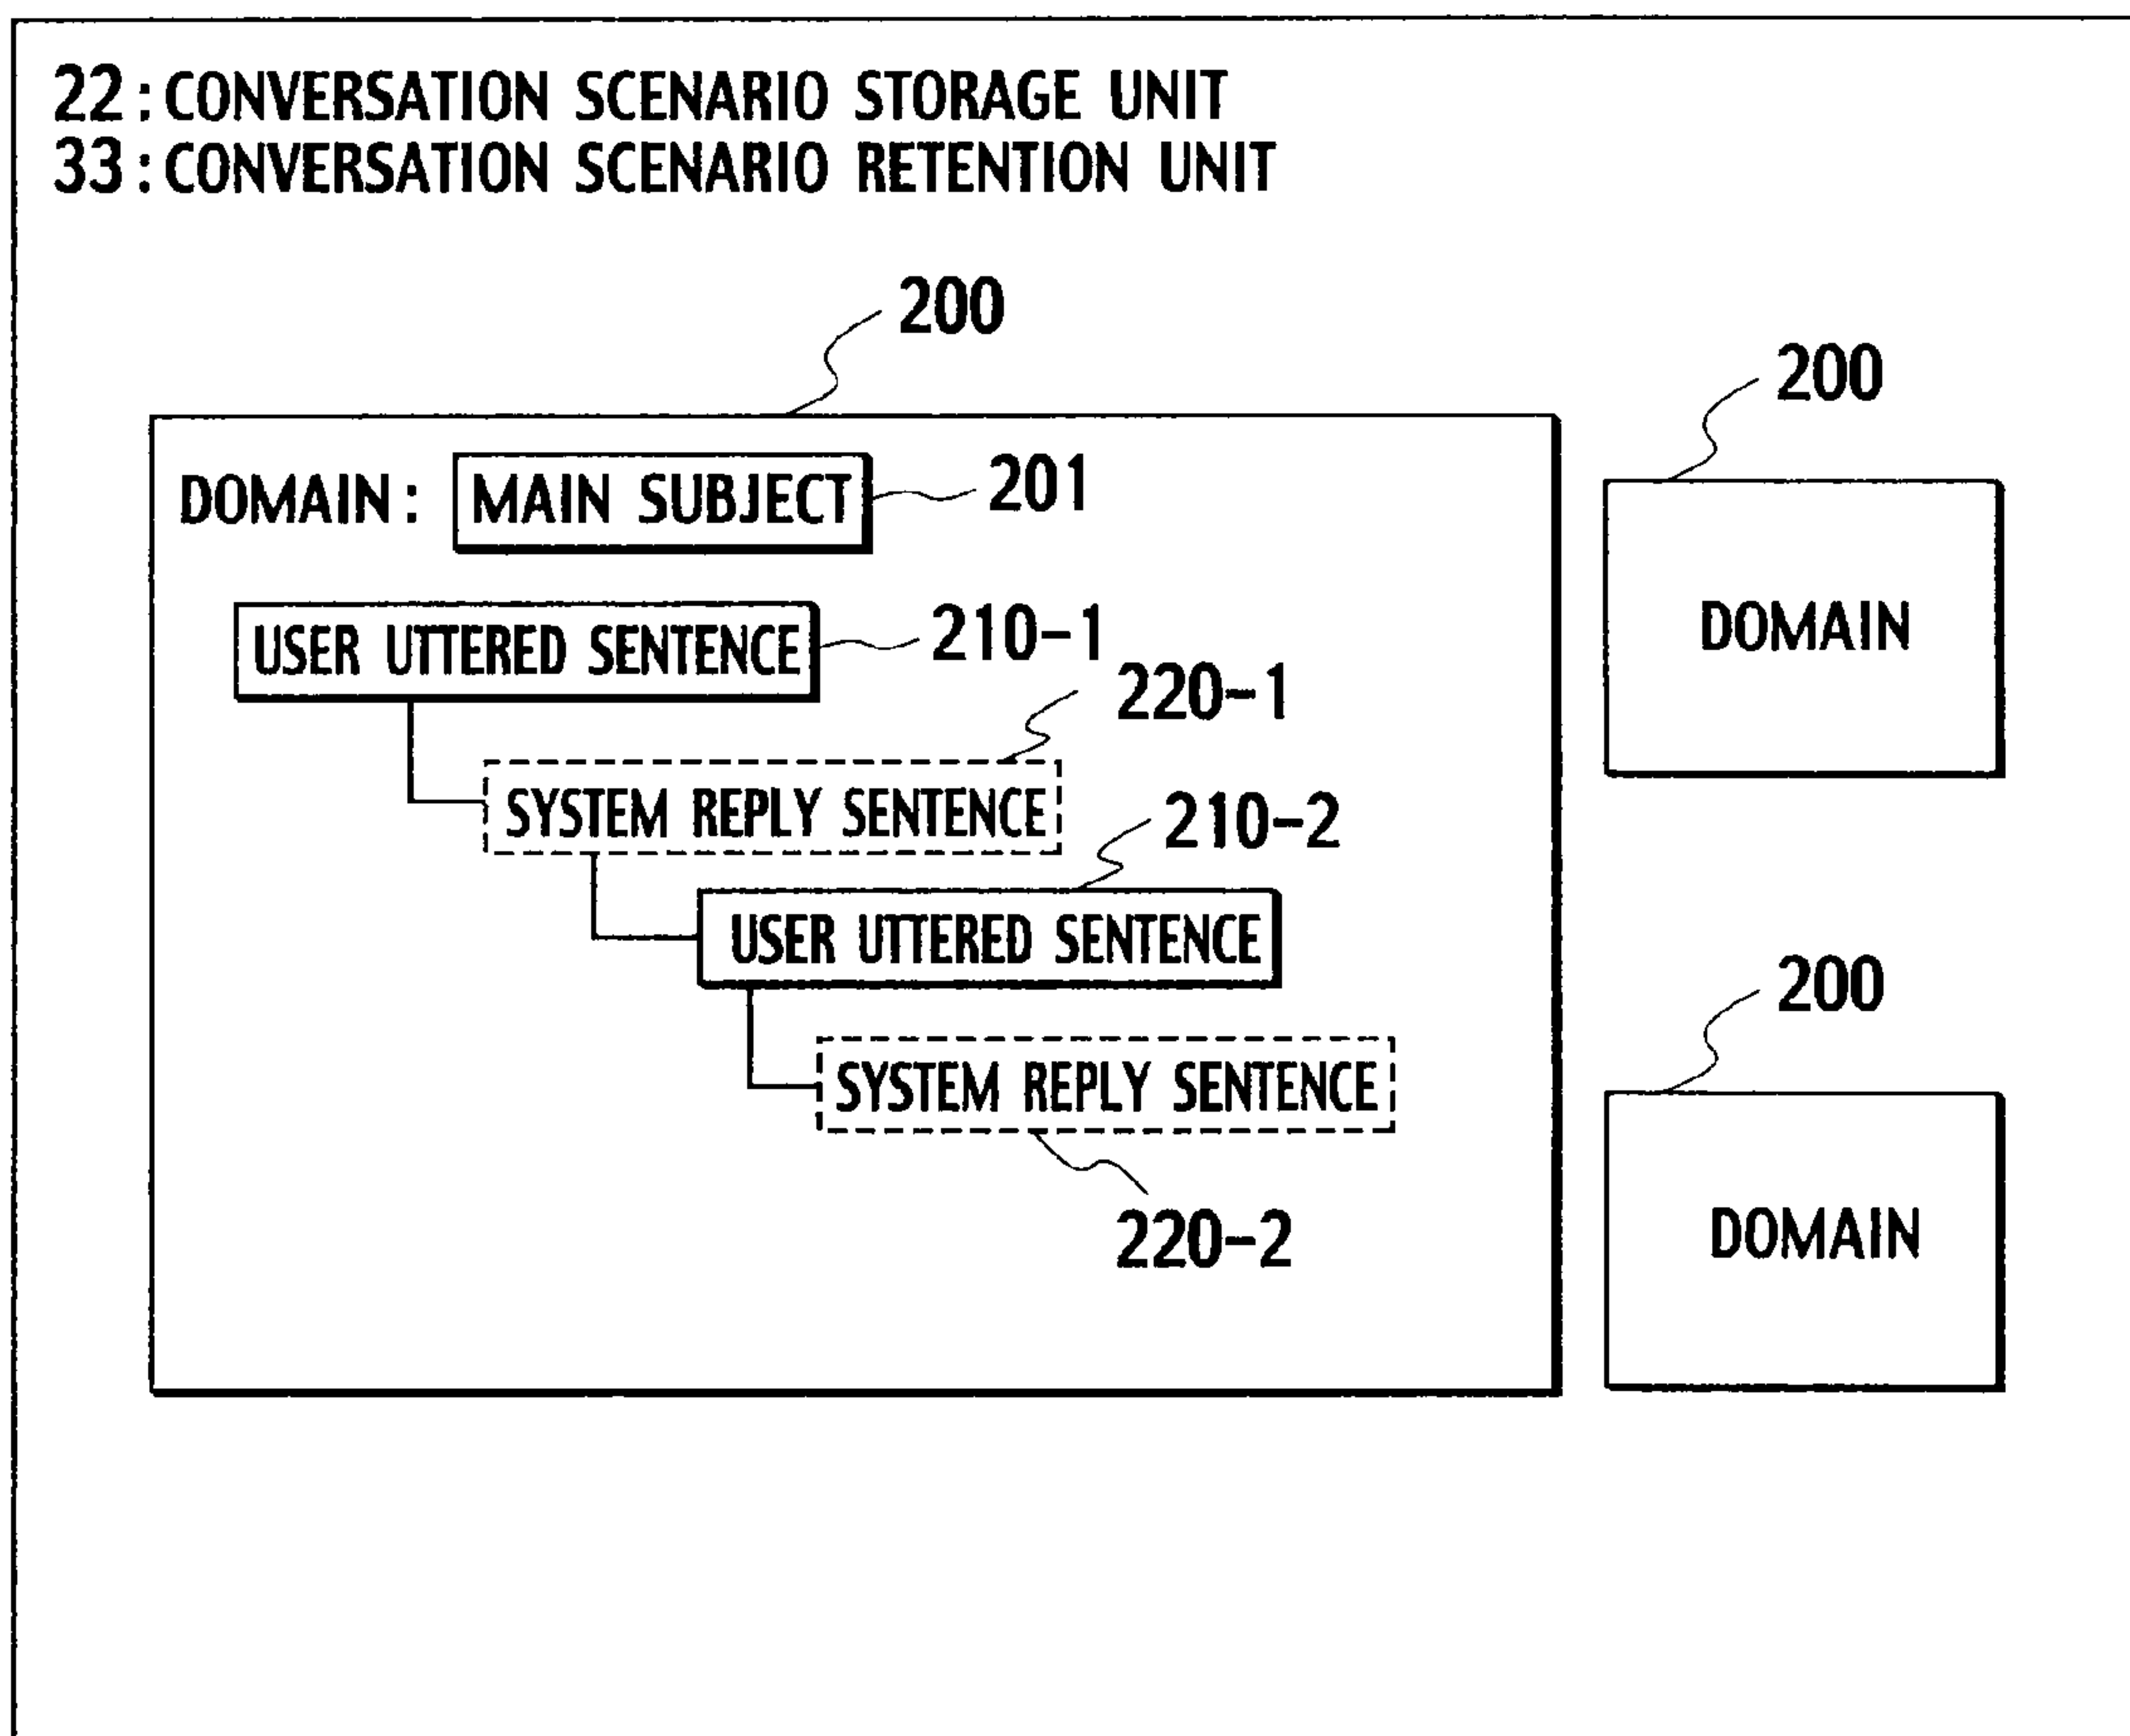 22 : CONVERSATION SCENARIO STORAGE UNIT
33 : CONVERSATION SCENARIO RETENTION UNIT
200
200
DOMAIN : MAIN SUBJECT 201
USER UTTERED SENTENCE 210-1
220-1
DOMAIN
SYSTEM REPLY SENTENCE
210-2
USER UTTERED SENTENCE
200
SYSTEM REPLY SENTENCE
220-2
DOMAIN